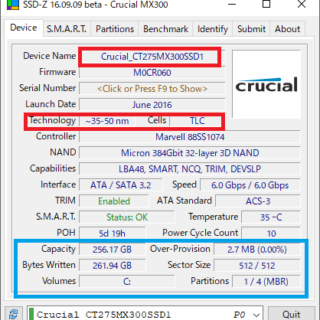 SSD-Z 16.09.09 beta - Crucial MX300
Device S.M.A.R.T. Partitions Benchmark Identify Submit About
Device Name Crucial_CT275MX300SSD1
Firmware M0CR060
Serial Number <Click or Press F9 to Show>
Launch Date June 2016
Technology ~35-50 nm Cells TLC
Controller Marvell 88SS1074
NAND Micron 384Gbit 32-layer 3D NAND
Capabilities LBA48, SMART, NCQ, TRIM, DEVSLP
Interface ATA / SATA 3.2 Speed 6.0 Gbps / 6.0 Gbps
TRIM Enabled ATA Standard ACS-3
S.M.A.R.T. Status: OK Temperature 35 ~C
POH 5d 19h Power Cycle Count 10
Capacity 256.17 GB Over-Provision 2.7 MB (0.00%)
Bytes Written 261.94 GB Sector Size 512 / 512
Volumes C: Partitions 1 / 4 (MBR)
Crucial CT275MX300SSD1 P0 Quit
crucial